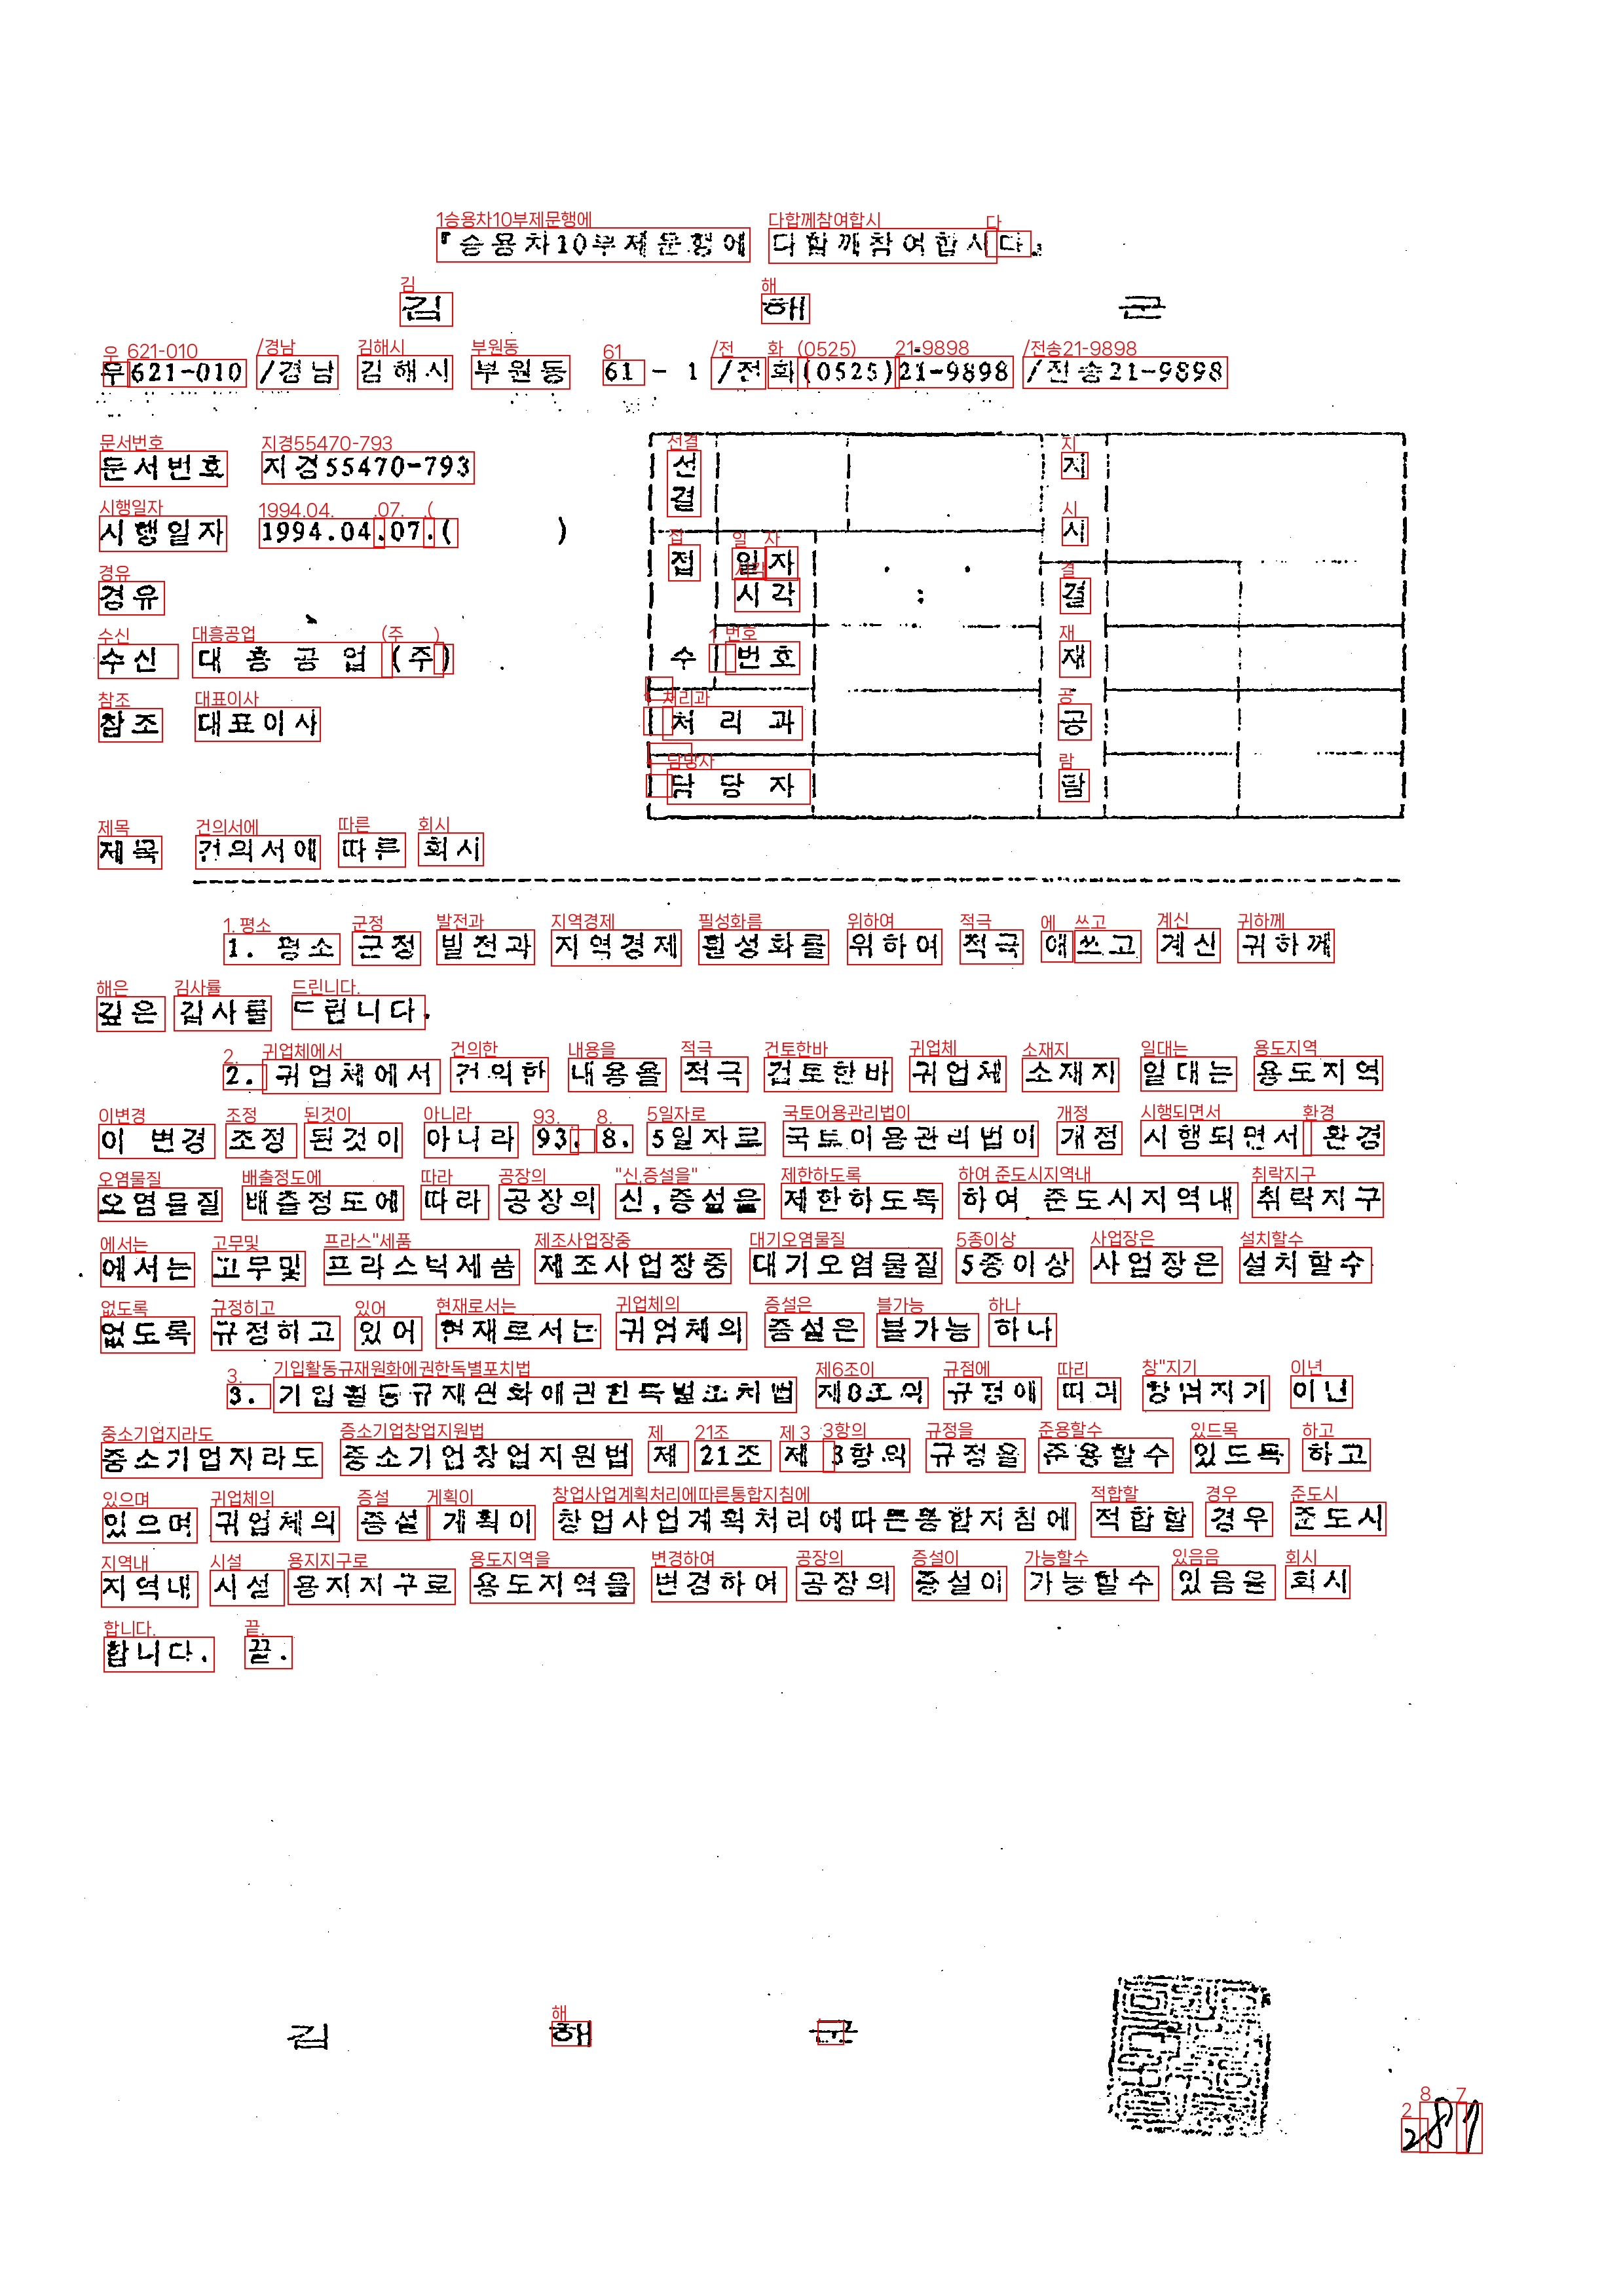 『승용차10부제운행에 다함께참여합시다.』
김 해 군
우621-010 /경남 김해시 부원동 61 - 1 /전화(0525)21-9898 /전송21-9898
문서번호 지경55470-793
시행일자 1994.04.07.( )
경유
수신 대흥공업(주)
참조 대표이사
선결 지시
접수 일자 시각 : 번호
결재 공람
처리과
담당자
제목 건의서에 따른 회시
1. 평소 군정 발전과 지역경제 활성화를 위하여 적극 애쓰고 계신 귀하께
깊은 감사를 드립니다.
2. 귀업체에서 건의한 내용을 적극 검토한바 귀업체 소재지 일대는 용도지역
이 변경 조정 된것이 아니라 93. 8. 5일자로 국토이용관리법이 개정 시행되면서 환경
오염물질 배출정도에 따라 공장의 신,증설을 제한하도록 하여 준도시지역내 취락지구
에서는 고무및 프라스틱제품 제조사업장중 대기오염물질 5종이상 사업장은 설치할수
없도록 규정하고 있어 현재로서는 귀업체의 증설은 불가능 하나
3. 기업활동규제완화에관한특별조치법 제6조의 규정에 따라 창업지기 이년
중소기업자라도 중소기업창업지원법 제 21조 제 3항의 규정을 준용할수 있드록 하고
있으며 귀업체의 증설 계획이 창업사업계획처리에따른통합지침에 적합할 경우 준도시
지역내 시설 용지지구로 용도지역을 변경하여 공장의 증설이 가능할수 있음을 회시
합니다. 끝.
김 해 군
287